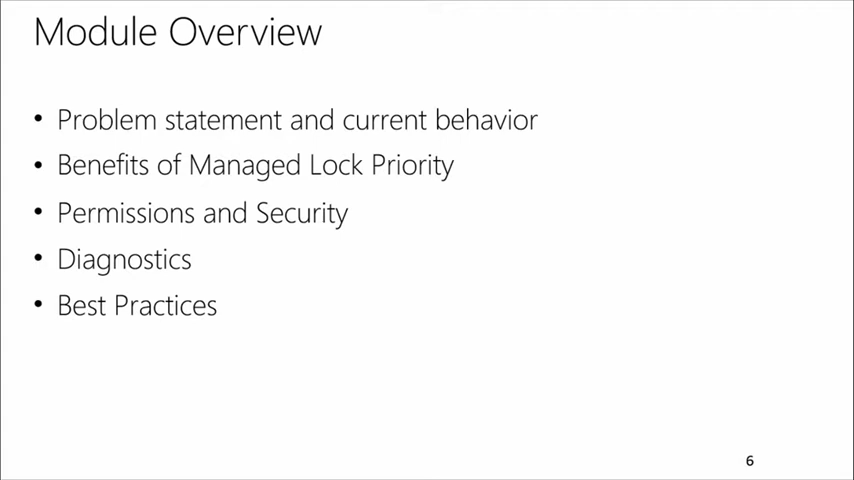 Module Overview
• Problem statement and current behavior
• Benefits of Managed Lock Priority
• Permissions and Security
• Diagnostics
• Best Practices
6